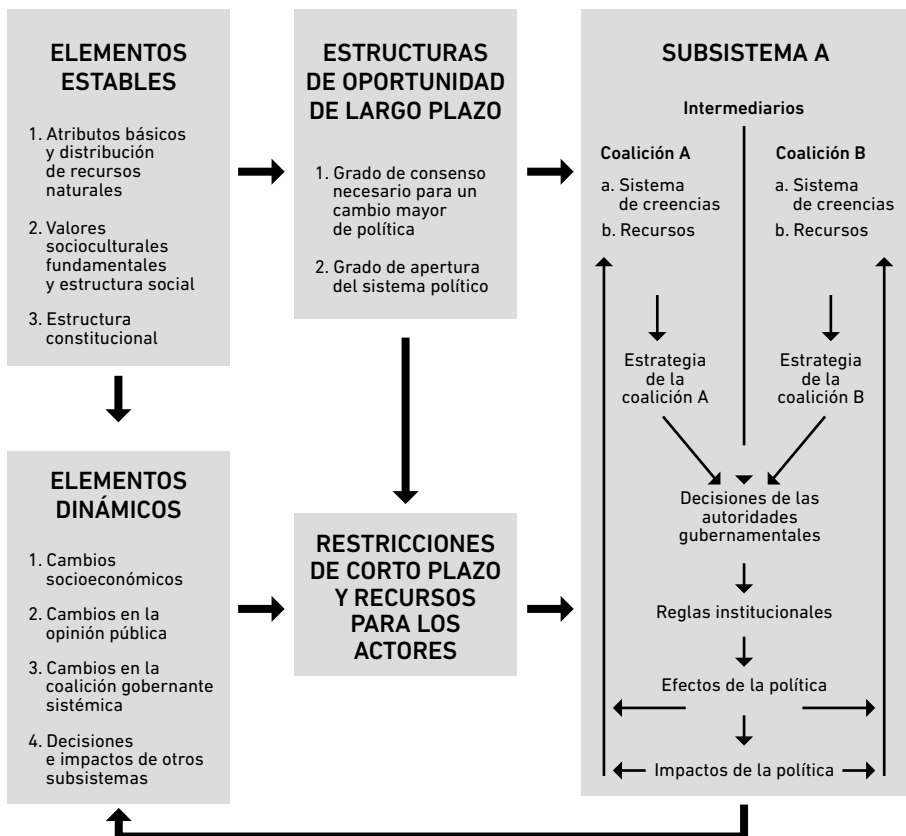 ELEMENTOS
ESTABLES
1. Atributos básicos
y distribución
de recursos
naturales
2. Valores
socioculturales
fundamentales
y estructura social
3. Estructura
constitucional
ESTRUCTURAS
DE OPORTUNIDAD
DE LARGO PLAZO
1. Grado de consenso
necesario para un
cambio mayor
de política
2. Grado de apertura
del sistema político
ELEMENTOS
DINÁMICOS
1. Cambios
socioeconómicos
2. Cambios en la
opinión pública
3. Cambios en la
coalición gobernante
sistémica
4. Decisiones
e impactos de otros
subsistemas
RESTRICCIONES
DE CORTO PLAZO
Y RECURSOS
PARA LOS
ACTORES
SUBSISTEMA A
Intermediarios
Coalición A
a. Sistema
de creencias
b. Recursos
Coalición B
a. Sistema
de creencias
b. Recursos
Estrategia
de la
coalición A
Estrategia
de la
coalición B
Decisiones de las
autoridades
gubernamentales
Reglas institucionales
Efectos de la política
Impactos de la política